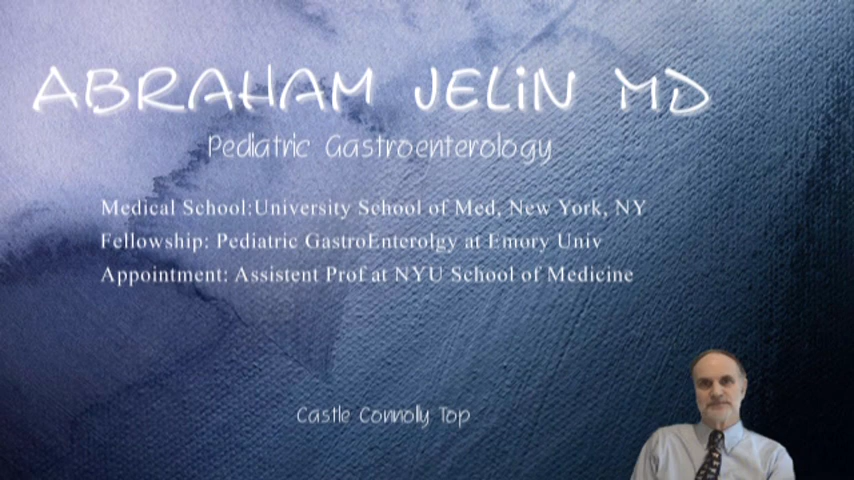 ABRAHAM JELIN MD
Pediatric Gastroenterology
Medical School:University School of Med, New York, NY
Fellowship: Pediatric GastroEnterolgy at Emory Univ
Appointment: Assistent Prof at NYU School of Medicine
Castle Connolly Top